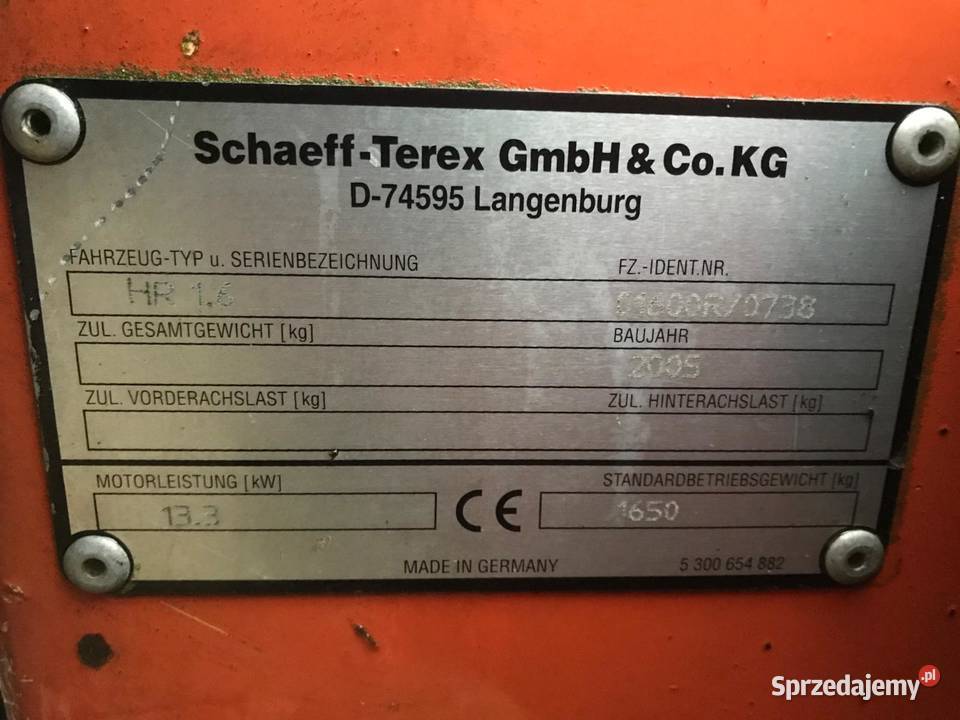 Schaeff-Terex GmbH & Co. KG
D-74595 Langenburg
FAHRZEUG-TYP u. SERIENBEZEICHNUNG FZ.-IDENT.NR.
HR 1.6 01600R/0738
ZUL. GESAMTGEWICHT [kg] BAUJAHR
2005
ZUL. VORDERACHSLAST [kg] ZUL. HINTERACHSLAST [kg]
MOTORLEISTUNG [kW] STANDARDBETRIEBSGEWICHT [kg]
13.3 CE 1650
MADE IN GERMANY 5 300 654 882
Sprzedajemy.pl